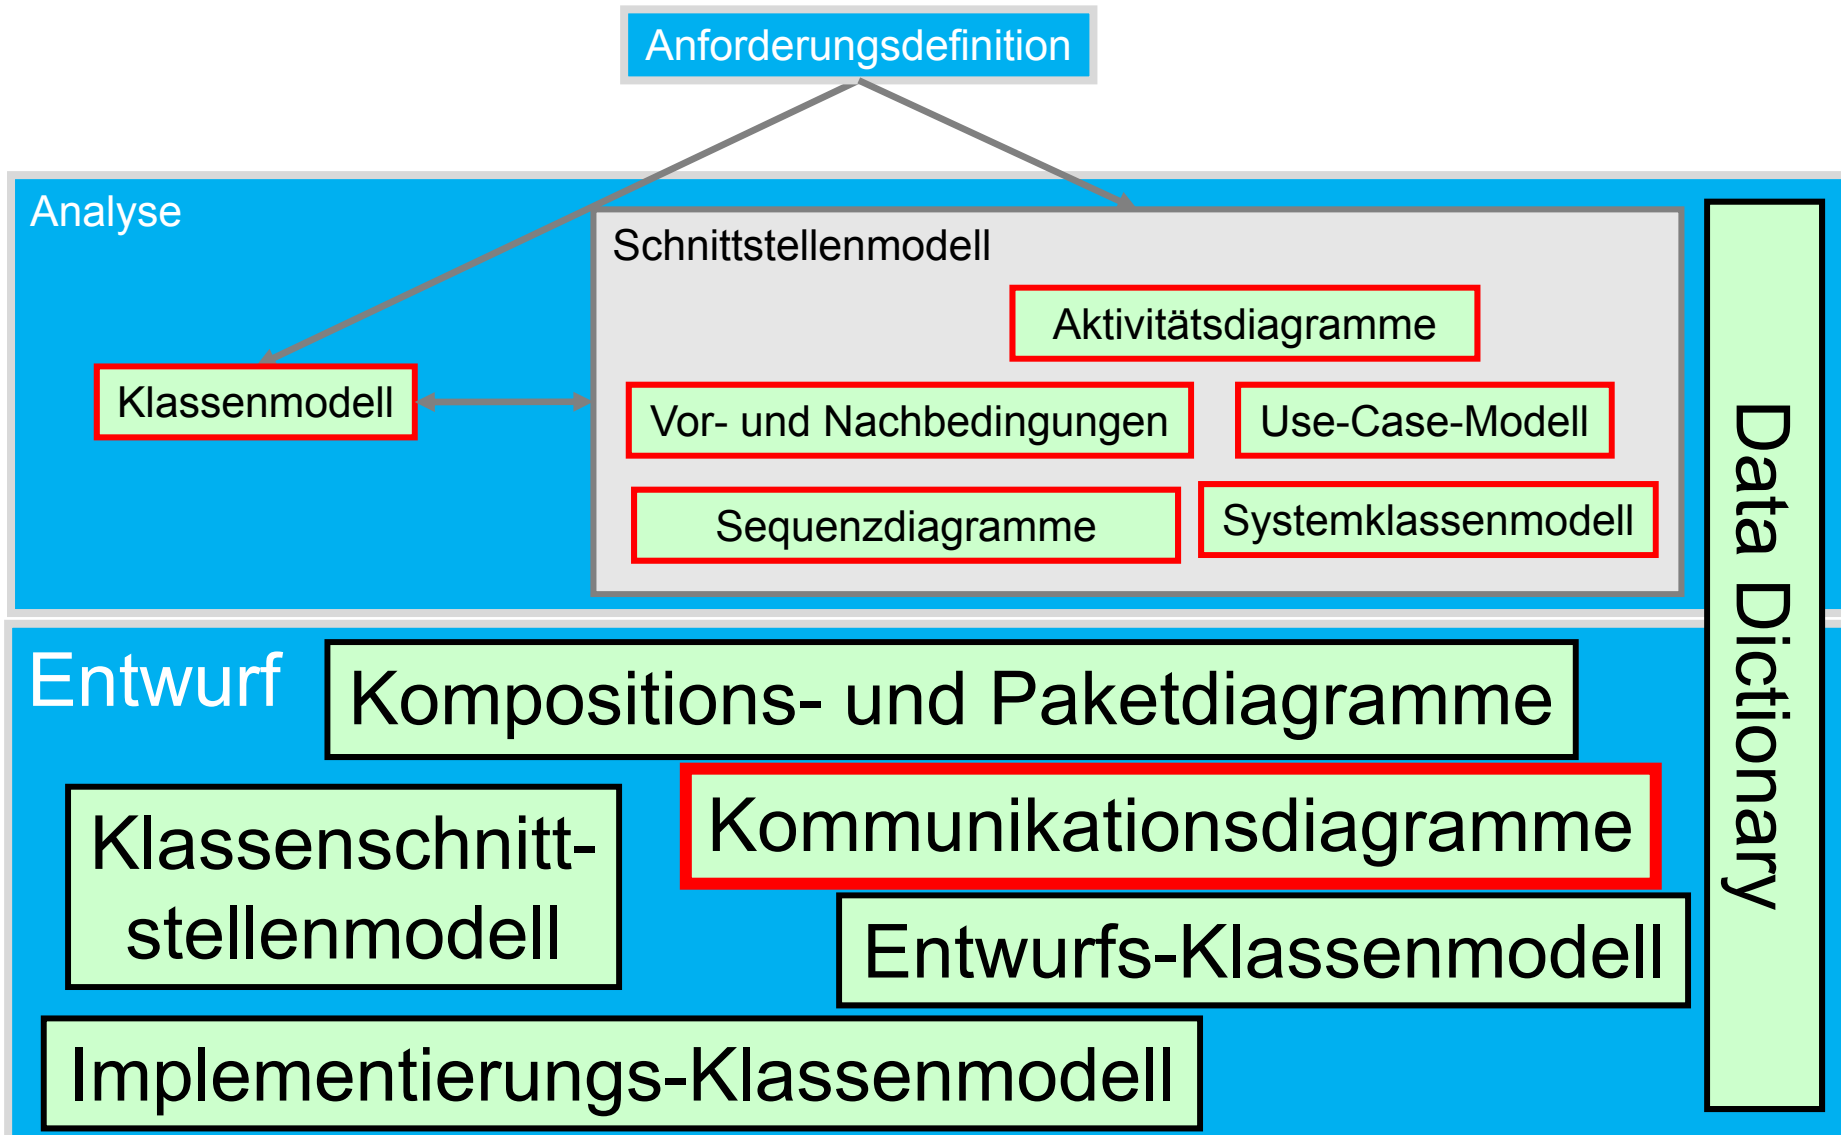 Anforderungsdefinition
Analyse
Schnittstellenmodell
Aktivitätsdiagramme
Klassenmodell
Vor- und Nachbedingungen
Use-Case-Modell
Sequenzdiagramme
Systemklassenmodell
Data Dictionary
Entwurf
Kompositions- und Paketdiagramme
Kommunikationsdiagramme
Klassenschnitt-
stellenmodell
Entwurfs-Klassenmodell
Implementierungs-Klassenmodell